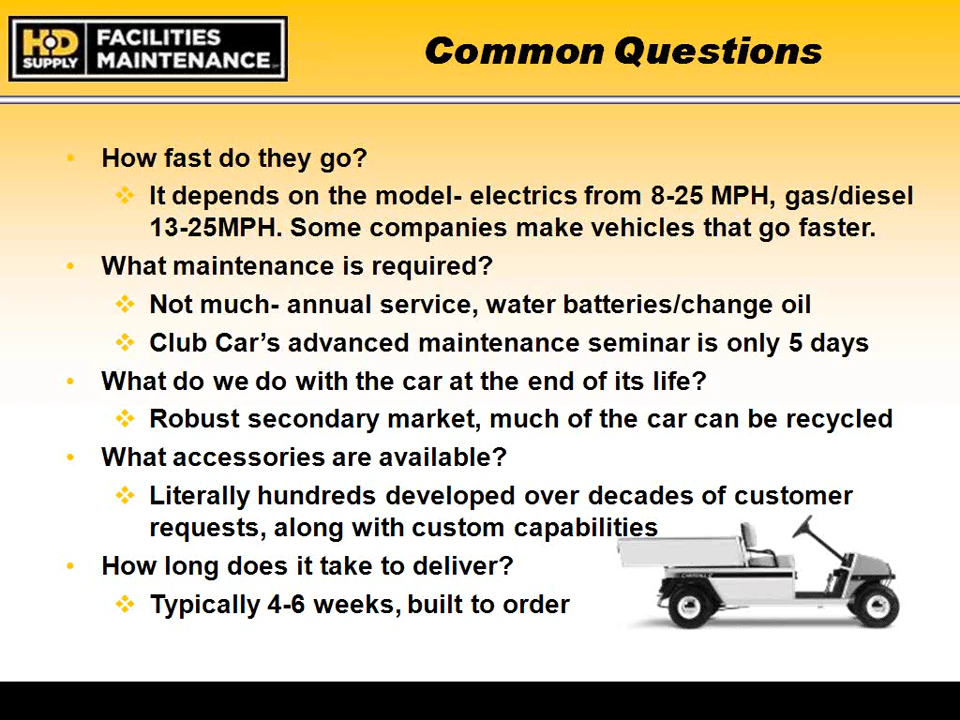 HD SUPPLY
FACILITIES
MAINTENANCE
Common Questions
• How fast do they go?
❖ It depends on the model- electrics from 8-25 MPH, gas/diesel
13-25MPH. Some companies make vehicles that go faster.
• What maintenance is required?
❖ Not much- annual service, water batteries/change oil
❖ Club Car’s advanced maintenance seminar is only 5 days
• What do we do with the car at the end of its life?
❖ Robust secondary market, much of the car can be recycled
• What accessories are available?
❖ Literally hundreds developed over decades of customer
requests, along with custom capabilities
• How long does it take to deliver?
❖ Typically 4-6 weeks, built to order